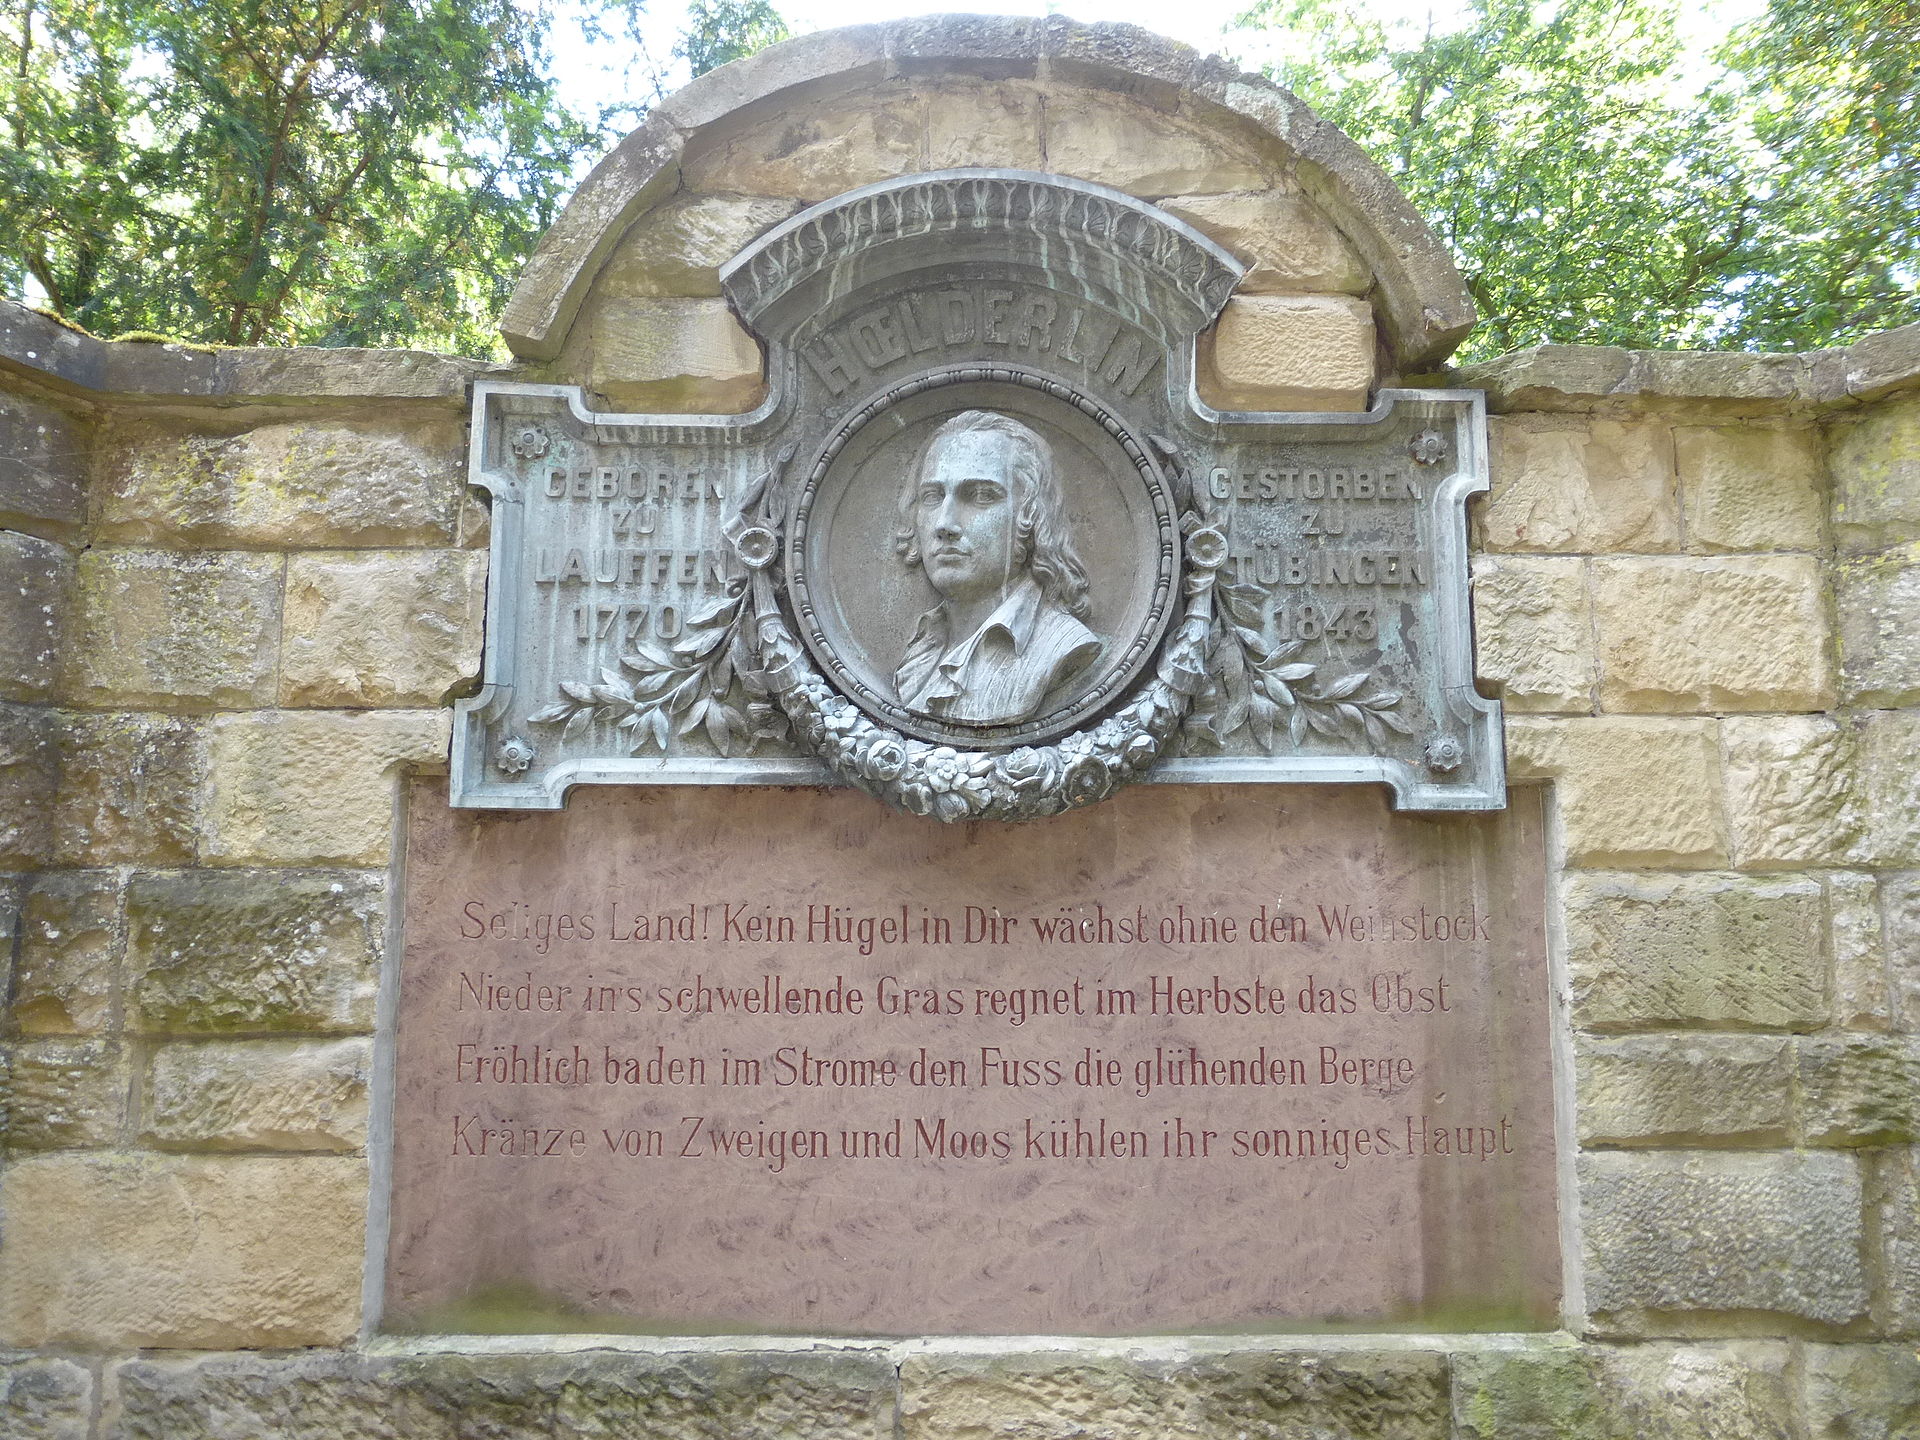 HŒLDERLIN
GEBOREN
ZU
LAUFFEN
1770
GESTORBEN
ZU
TÜBINGEN
1843
Seliges Land! Kein Hügel in Dir wächst ohne den Weinstock
Nieder in's schwellende Gras regnet im Herbste das Obst
Fröhlich baden im Strome den Fuss die glühenden Berge
Kränze von Zweigen und Moos kühlen ihr sonniges Haupt